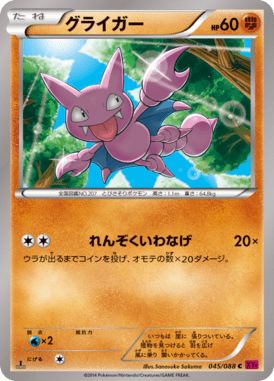 たね
グライガー
HP60
全国図鑑NO.207 とびさそりポケモン 高さ：1.1m 重さ：64.8kg
れんぞくいわなげ 20×
ウラが出るまでコインを投げ、オモテの数×20ダメージ。
弱点 ×2
抵抗力
にげる
Illus.Sanosuke Sakuma
045/088 C
©2014 Pokémon/Nintendo/Creatures/GAME FREAK.